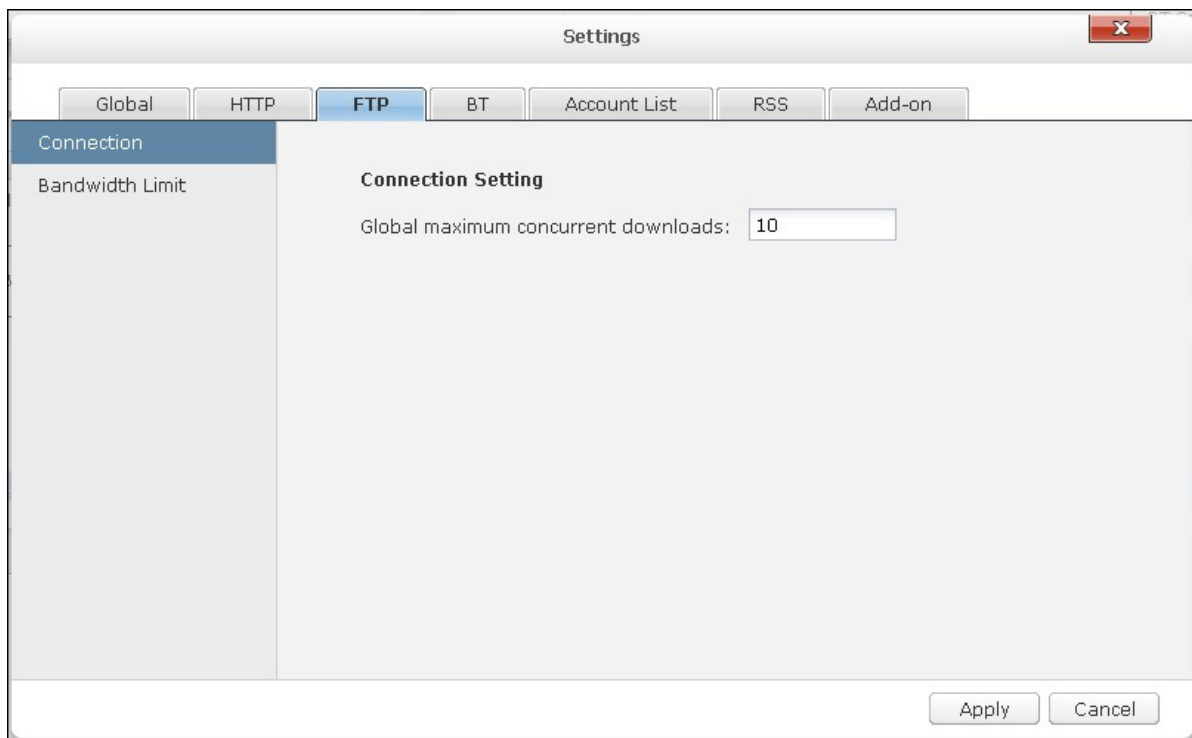 Settings
Global HTTP FTP BT Account List RSS Add-on
Connection
Bandwidth Limit
Connection Setting
Global maximum concurrent downloads: 10
Apply Cancel